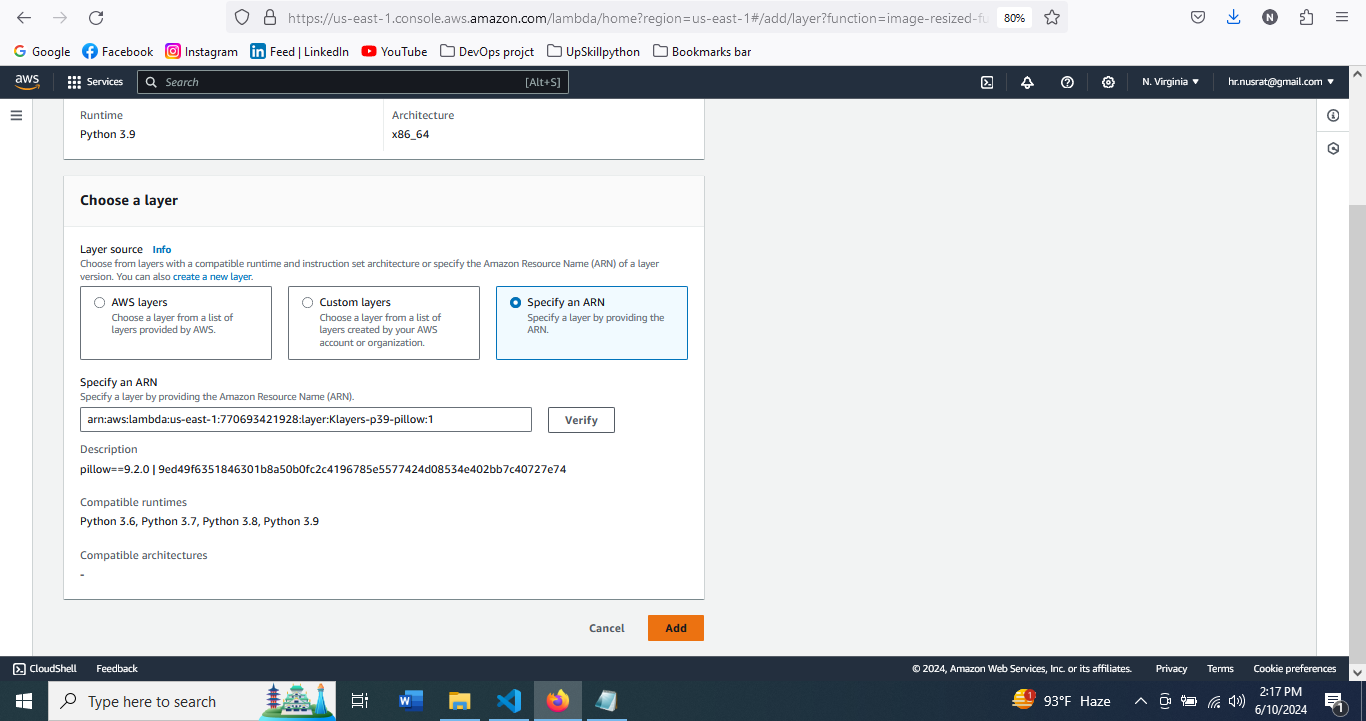 https://us-east-1.console.aws.amazon.com/lambda/home?region=us-east-1#/add/layer?function=image-resized-fu
80%
N
Google
Facebook
Instagram
Feed | LinkedIn
YouTube
DevOps projct
UpSkillpython
Bookmarks bar
aws
Services
Search
[Alt+S]
N. Virginia
hr.nusrat@gmail.com
Runtime
Python 3.9
Architecture
x86_64
Choose a layer
Layer source Info
Choose from layers with a compatible runtime and instruction set architecture or specify the Amazon Resource Name (ARN) of a layer
version. You can also create a new layer.
AWS layers
Choose a layer from a list of
layers provided by AWS.
Custom layers
Choose a layer from a list of
layers created by your AWS
account or organization.
Specify an ARN
Specify a layer by providing the
ARN.
Specify an ARN
Specify a layer by providing the Amazon Resource Name (ARN).
arn:aws:lambda:us-east-1:770693421928:layer:Klayers-p39-pillow:1
Verify
Description
pillow==9.2.0 | 9ed49f6351846301b8a50b0fc2c4196785e5577424d08534e402bb7c40727e74
Compatible runtimes
Python 3.6, Python 3.7, Python 3.8, Python 3.9
Compatible architectures
-
Cancel
Add
CloudShell
Feedback
© 2024, Amazon Web Services, Inc. or its affiliates.
Privacy
Terms
Cookie preferences
Type here to search
W
1
93°F Haze
2:17 PM
6/10/2024
1